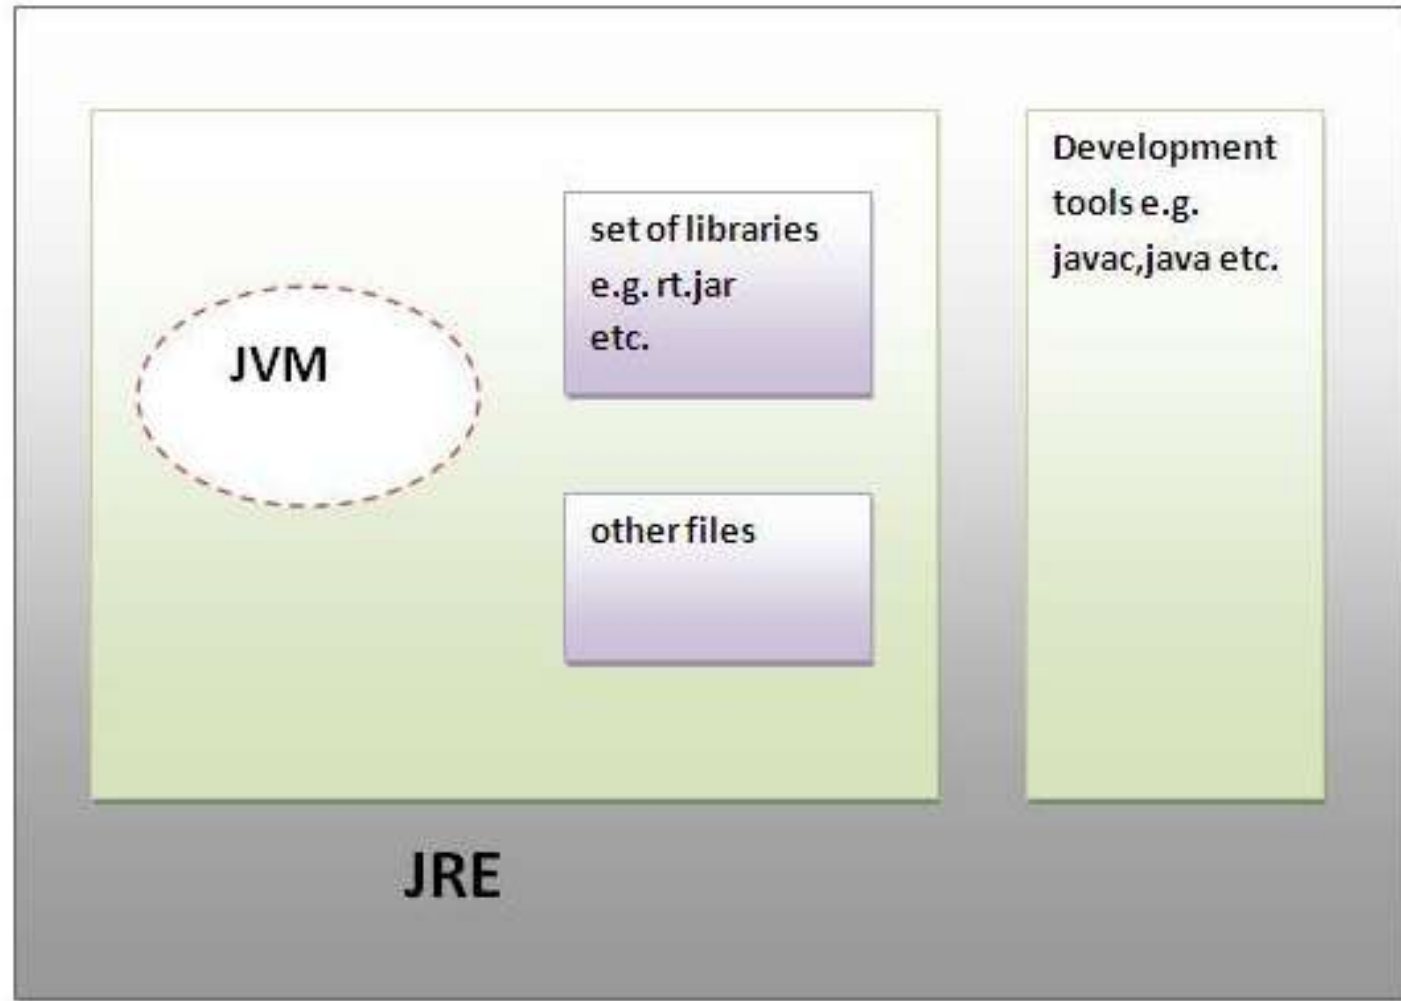 JVM
set of libraries
e.g. rt.jar
etc.
other files
Development
tools e.g.
javac,java etc.
JRE